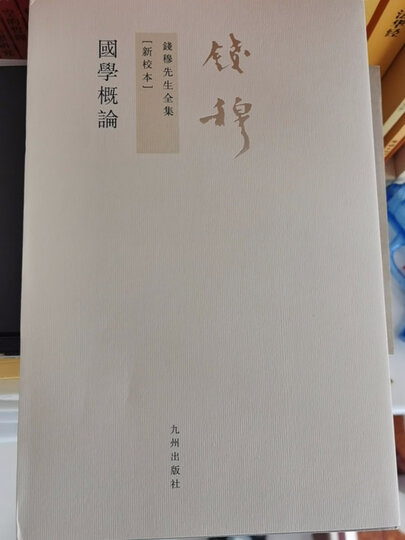 錢穆
錢穆先生全集
[新校本]
國學概論
九州出版社